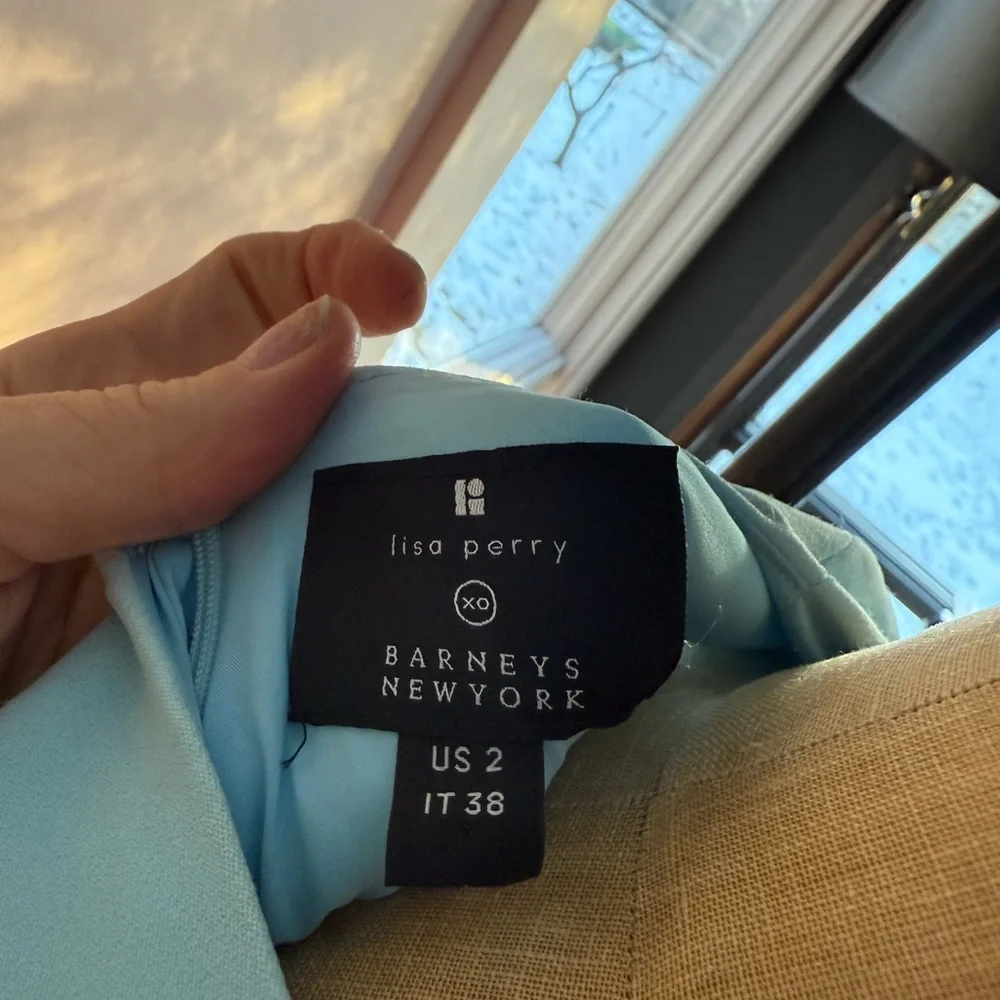 lisa perry
XO
BARNEYS
NEWYORK
US 2
IT 38